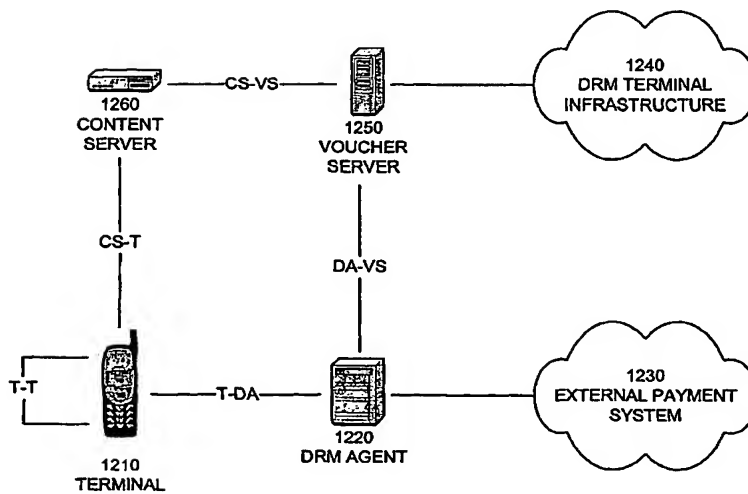 1260
CONTENT
SERVER
CS-VS
1250
VOUCHER
SERVER
1240
DRM TERMINAL
INFRASTRUCTURE
CS-T
DA-VS
T-T
1210
TERMINAL
T-DA
1220
DRM AGENT
1230
EXTERNAL PAYMENT
SYSTEM